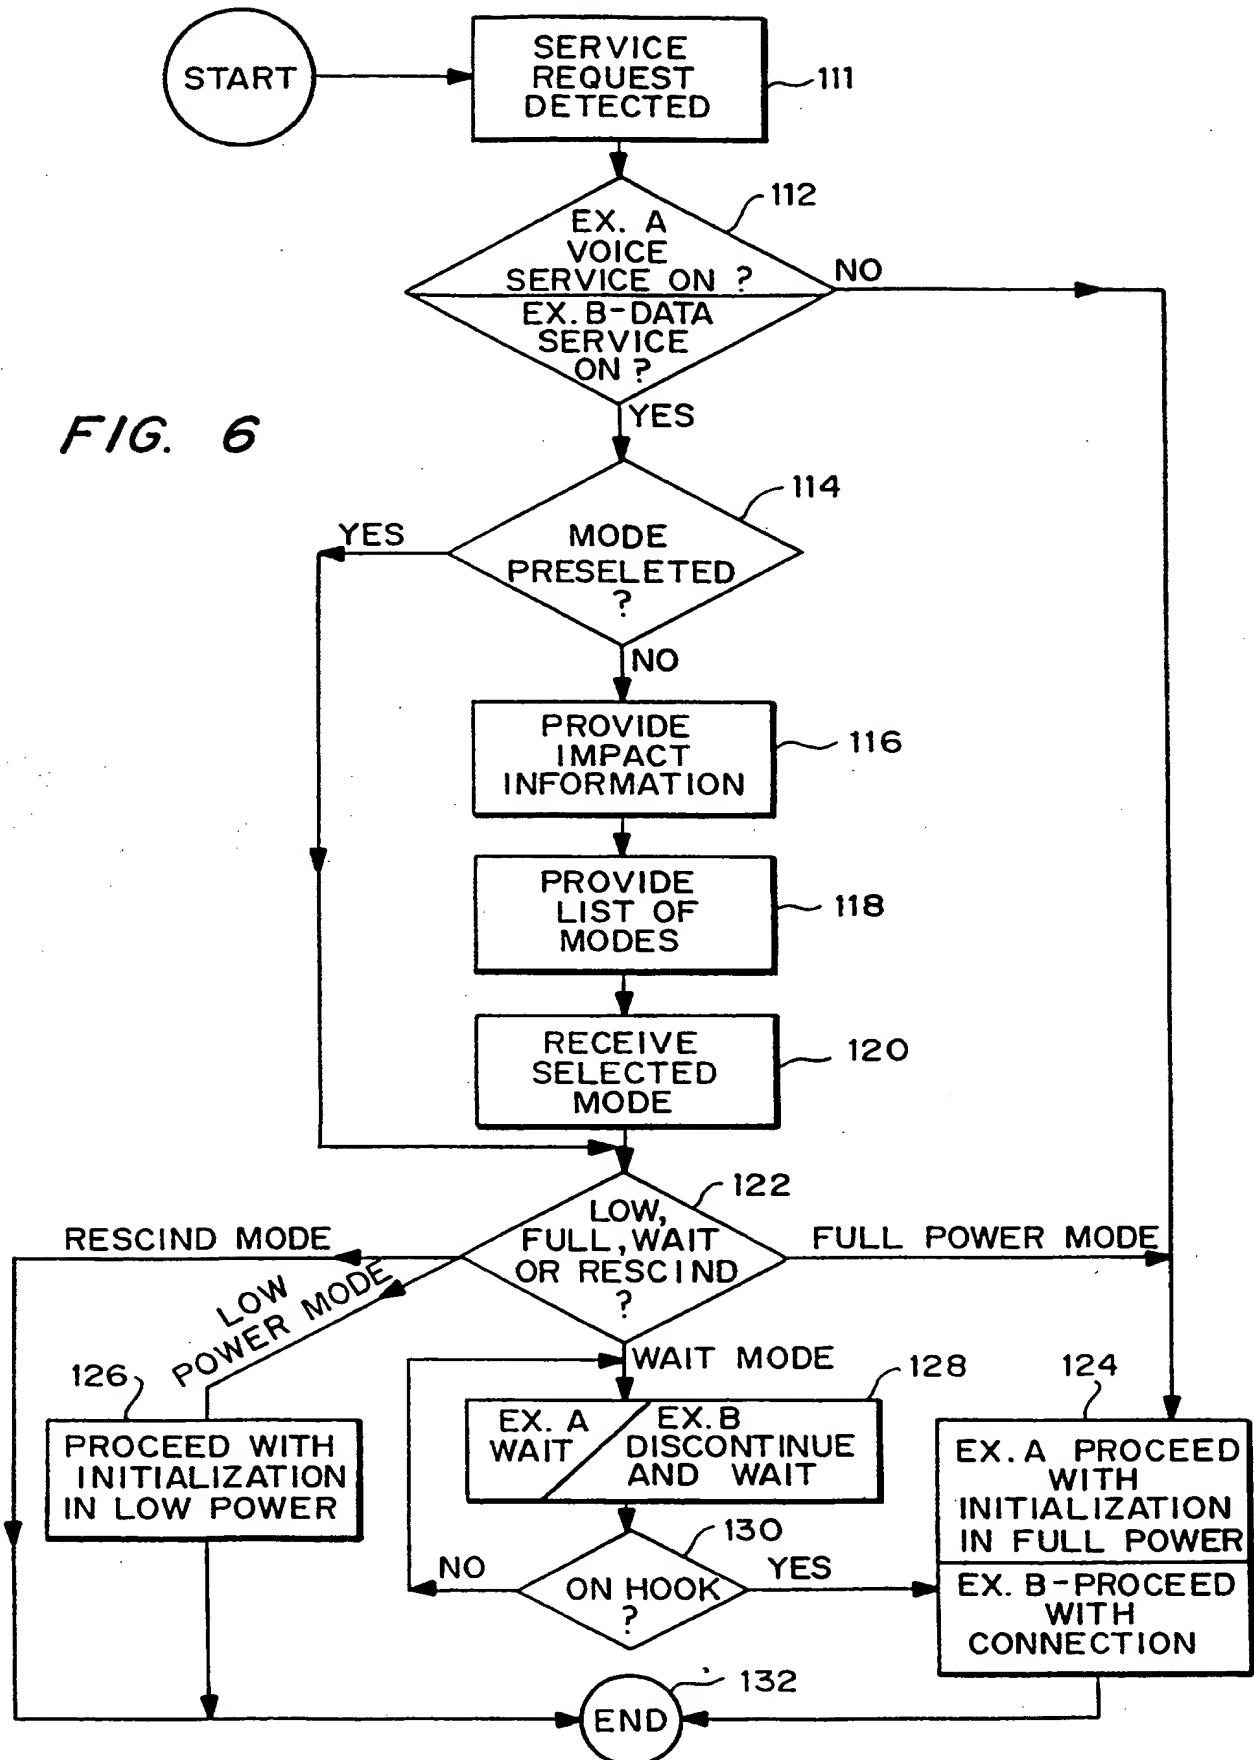 START
SERVICE
REQUEST
DETECTED
111
112
EX. A
VOICE
SERVICE ON ?
EX. B-DATA
SERVICE
ON ?
NO
YES
FIG. 6
114
MODE
PRESELETED
?
YES
NO
PROVIDE
IMPACT
INFORMATION
116
PROVIDE
LIST OF
MODES
118
RECEIVE
SELECTED
MODE
120
122
LOW,
FULL, WAIT
OR RESCIND
?
RESCIND MODE
FULL POWER MODE
LOW
POWER MODE
WAIT MODE
126
PROCEED WITH
INITIALIZATION
IN LOW POWER
128
EX. A
WAIT
EX. B
DISCONTINUE
AND WAIT
124
EX. A PROCEED
WITH
INITIALIZATION
IN FULL POWER
EX. B-PROCEED
WITH
CONNECTION
130
ON HOOK
?
NO
YES
132
END